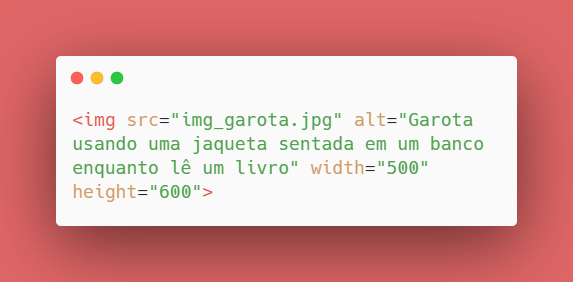 <img src="img_garota.jpg" alt="Garota
usando uma jaqueta sentada em um banco
enquanto lê um livro" width="500"
height="600">